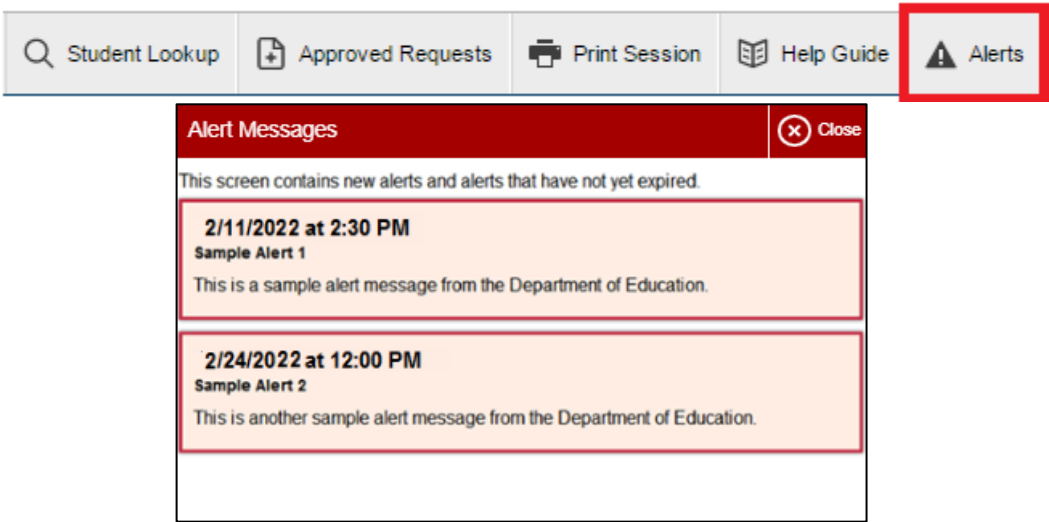 Student Lookup Approved Requests Print Session Help Guide Alerts
Alert Messages Close
This screen contains new alerts and alerts that have not yet expired.
2/11/2022 at 2:30 PM
Sample Alert 1
This is a sample alert message from the Department of Education.
2/24/2022 at 12:00 PM
Sample Alert 2
This is another sample alert message from the Department of Education.